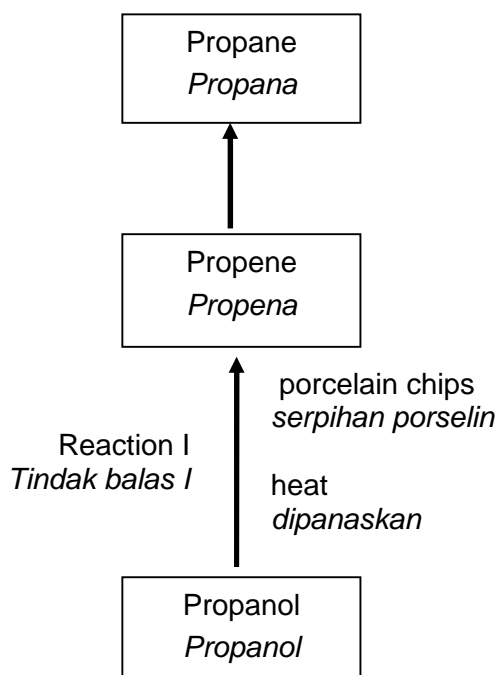 Propane
Propana
Propene
Propena
porcelain chips
serpihan porselin
Reaction I
Tindak balas I
heat
dipanaskan
Propanol
Propanol